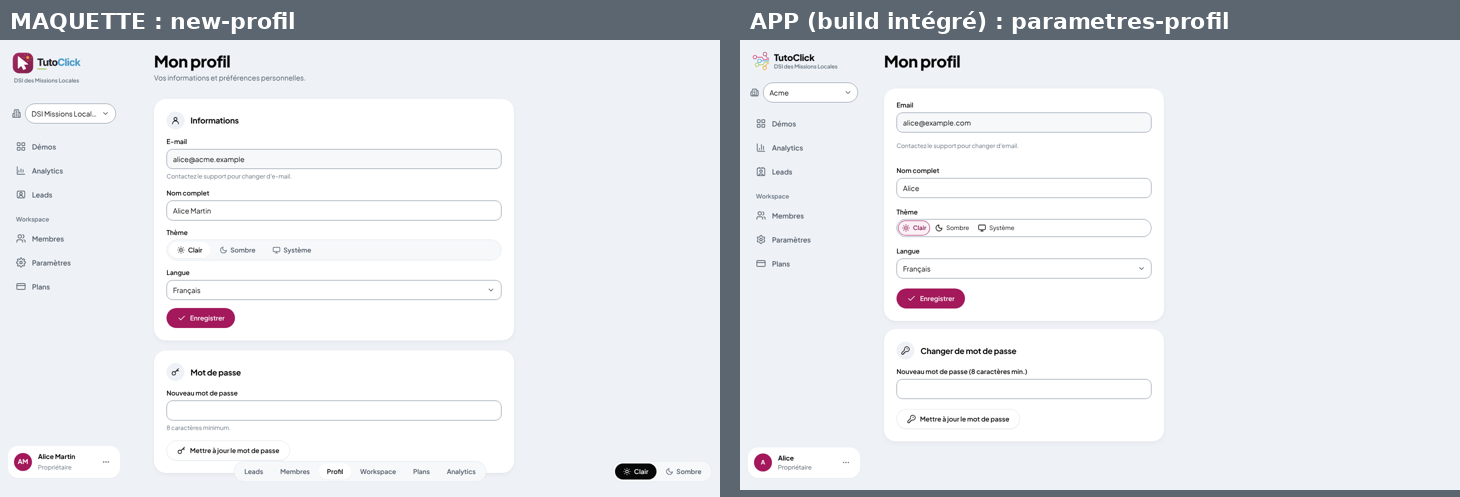 MAQUETTE : new-profil
TutoClick
DSI des Missions Locales
DSI Missions Local...
Démos
Analytics
Leads
Workspace
Membres
Paramètres
Plans
AM
Alice Martin
Propriétaire
...
Mon profil
Vos informations et préférences personnelles.
Informations
E-mail
alice@acme.example
Contactez le support pour changer d'e-mail.
Nom complet
Alice Martin
Thème
Clair
Sombre
Système
Langue
Français
Enregistrer
Mot de passe
Nouveau mot de passe
8 caractères minimum.
Mettre à jour le mot de passe
Leads Membres Profil Workspace Plans Analytics
Clair Sombre
APP (build intégré) : parametres-profil
TutoClick
DSI des Missions Locales
Acme
Démos
Analytics
Leads
Workspace
Membres
Paramètres
Plans
A
Alice
Propriétaire
...
Mon profil
Email
alice@example.com
Contactez le support pour changer d'email.
Nom complet
Alice
Thème
Clair
Sombre
Système
Langue
Français
Enregistrer
Changer de mot de passe
Nouveau mot de passe (8 caractères min.)
Mettre à jour le mot de passe